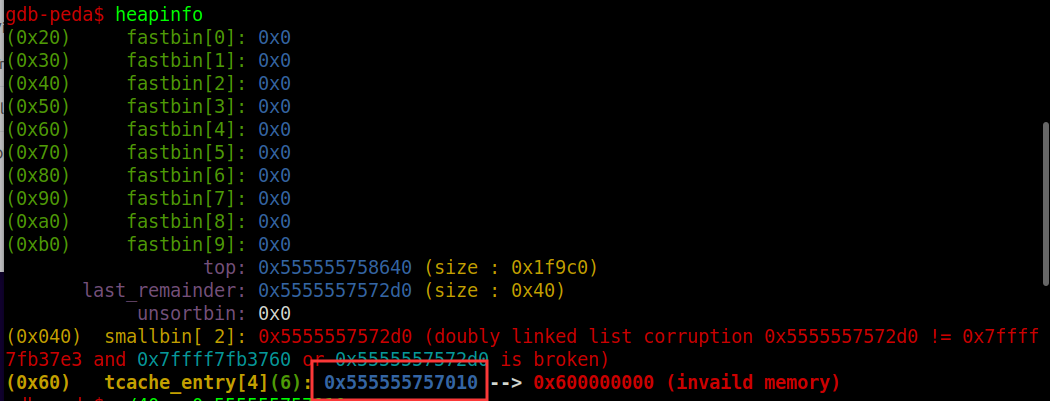 gdb-peda$ heapinfo
(0x20)     fastbin[0]: 0x0
(0x30)     fastbin[1]: 0x0
(0x40)     fastbin[2]: 0x0
(0x50)     fastbin[3]: 0x0
(0x60)     fastbin[4]: 0x0
(0x70)     fastbin[5]: 0x0
(0x80)     fastbin[6]: 0x0
(0x90)     fastbin[7]: 0x0
(0xa0)     fastbin[8]: 0x0
(0xb0)     fastbin[9]: 0x0
top: 0x555555758640 (size : 0x1f9c0)
last_remainder: 0x5555557572d0 (size : 0x40)
unsortbin: 0x0
(0x040)   smallbin[ 2]: 0x5555557572d0 (doubly linked list corruption 0x5555557572d0 != 0x7ffff
7fb37e3 and 0x7ffff7fb3760 or 0x5555557572d0 is broken)
(0x60)   tcache_entry[4](6): 0x555555757010 --> 0x600000000 (invaild memory)